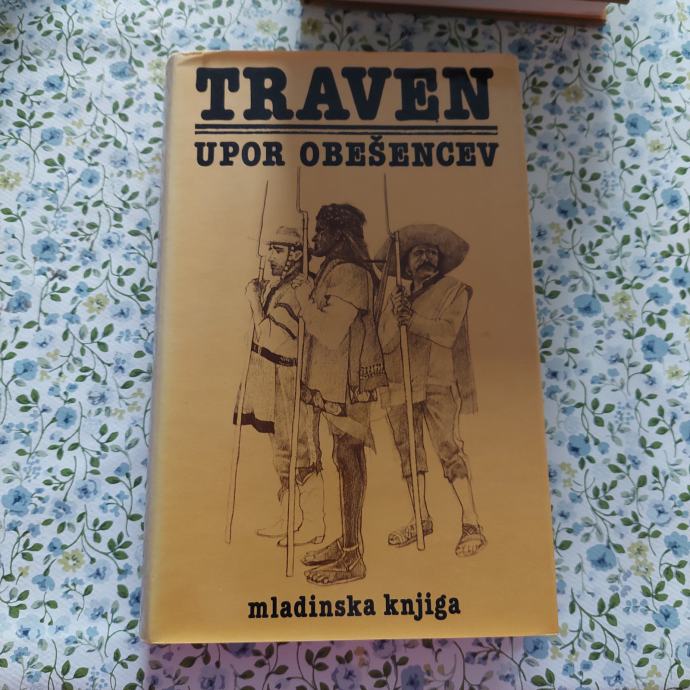 TRAVEN
UPOR OBEŠENCEV
mladinska knjiga